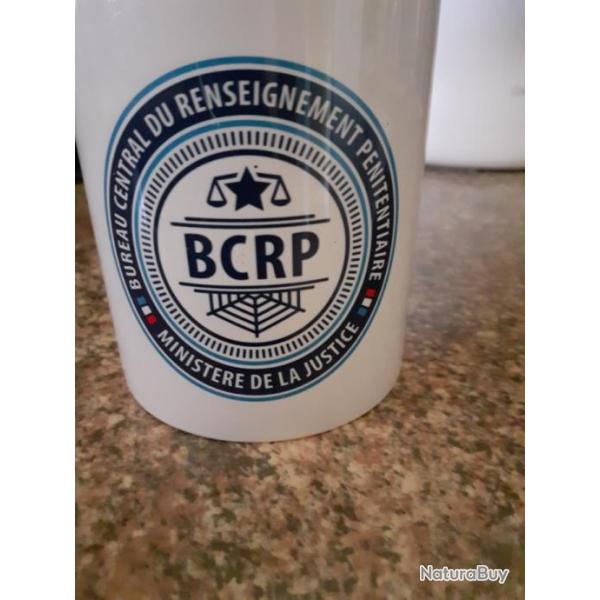 BUREAU CENTRAL DU RENSEIGNEMENT PENITENTIAIRE
BCRP
MINISTERE DE LA JUSTICE
NaturaBuy